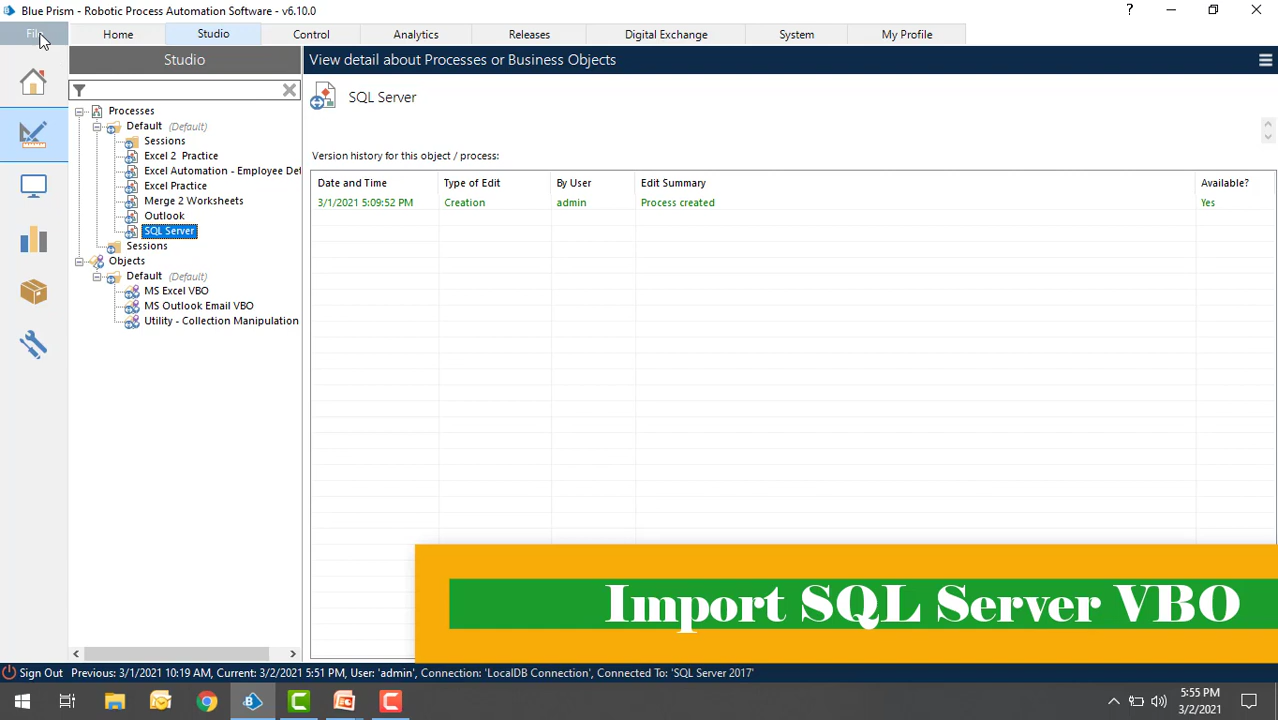 Blue Prism - Robotic Process Automation Software - v6.10.0
?
File
Home
Studio
Control
Analytics
Releases
Digital Exchange
System
My Profile
Studio
View detail about Processes or Business Objects
Processes
Default (Default)
Sessions
Excel 2 Practice
Excel Automation - Employee Det
Excel Practice
Merge 2 Worksheets
Outlook
SQL Server
Sessions
Objects
Default (Default)
MS Excel VBO
MS Outlook Email VBO
Utility - Collection Manipulation
SQL Server
Version history for this object / process:
Date and Time Type of Edit By User Edit Summary Available?
3/1/2021 5:09:52 PM Creation admin Process created Yes
Import SQL Server VBO
Sign Out Previous: 3/1/2021 10:19 AM, Current: 3/2/2021 5:51 PM, User: 'admin', Connection: 'LocalDB Connection', Connected To: 'SQL Server 2017'
5:55 PM
3/2/2021